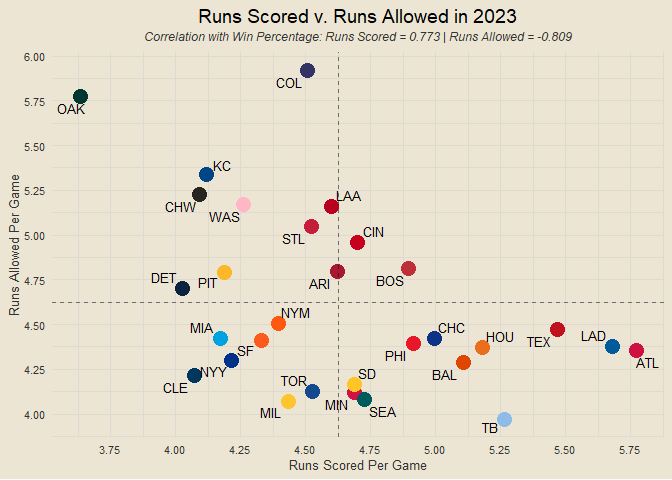 Runs Scored v. Runs Allowed in 2023
Correlation with Win Percentage: Runs Scored = 0.773 | Runs Allowed = -0.809
6.00
COL
5.75
OAK
5.50
KC
5.25
CHW
WAS
LAA
5.00
STL
CIN
Runs Allowed Per Game
4.75
DET
PIT
ARI
BOS
4.50
MIA
NYM
SF
PHI
CHC
HOU
TEX
LAD
ATL
4.25
CLE
NYY
TOR
SD
BAL
4.00
MIL
MIN
SEA
TB
3.75 4.00 4.25 4.50 4.75 5.00 5.25 5.50 5.75
Runs Scored Per Game